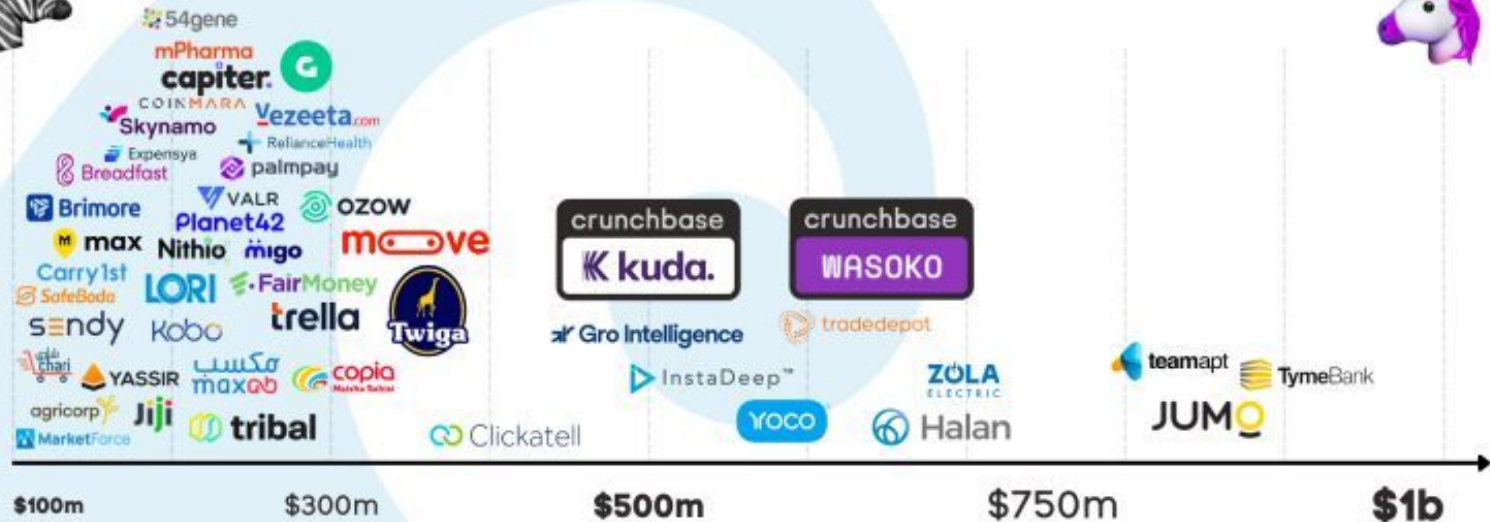 54gene
mPharma
capiter.
G
COINMARA
Vezeeta.com
Skynamo
RelianceHealth
Expensya
Breadfast
palmpay
Brimore
VALR
Planet42
OZOW
M max
Nithio
migo
moove
crunchbase
kuda.
crunchbase
WASOKO
Carry1st
SafeBoda
LORI
FairMoney
sendy
Kobo
trella
Twiga
Gro Intelligence
tradedepot
شاري
chari
YASSIR
مكسب
maxab
copia
InstaDeep™
ZOLA
ELECTRIC
teamapt
TymeBank
agricorp
Jiji
tribal
MarketForce
Clickatell
YOCO
Halan
JUMO
$100m
$300m
$500m
$750m
$1b